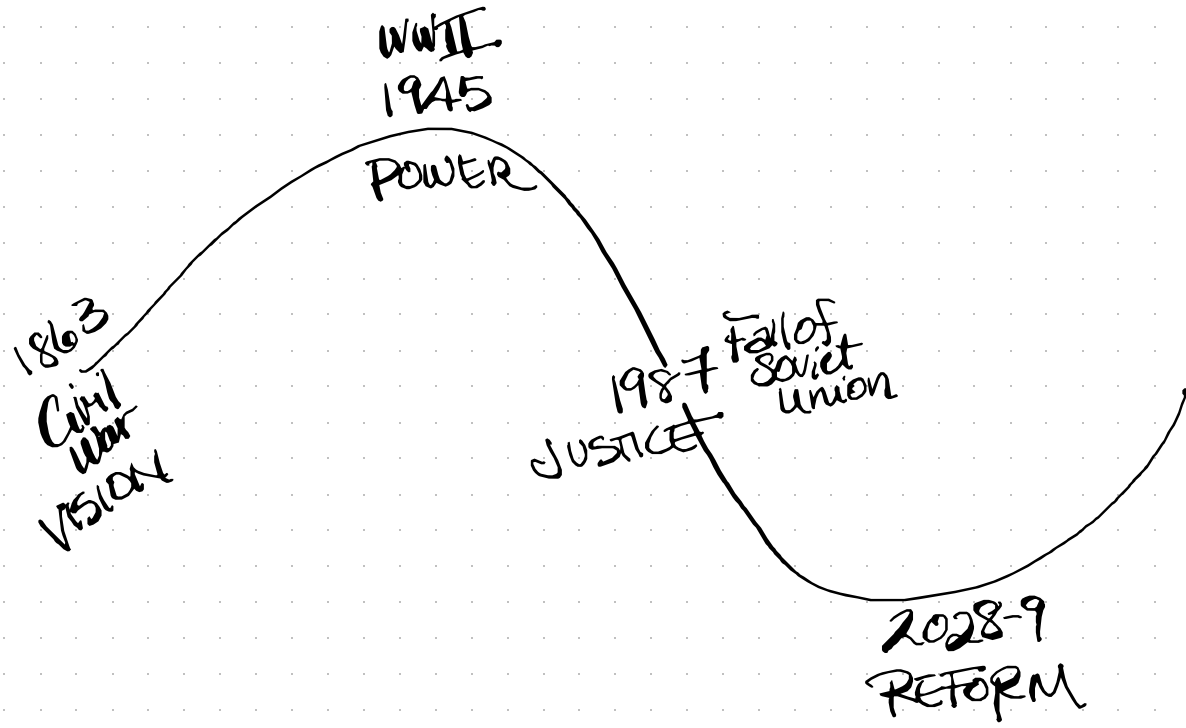 WWII
1945
POWER
1863
Civil
War
VISION
1987
Fall of
Soviet
Union
JUSTICE
2028-9
REFORM